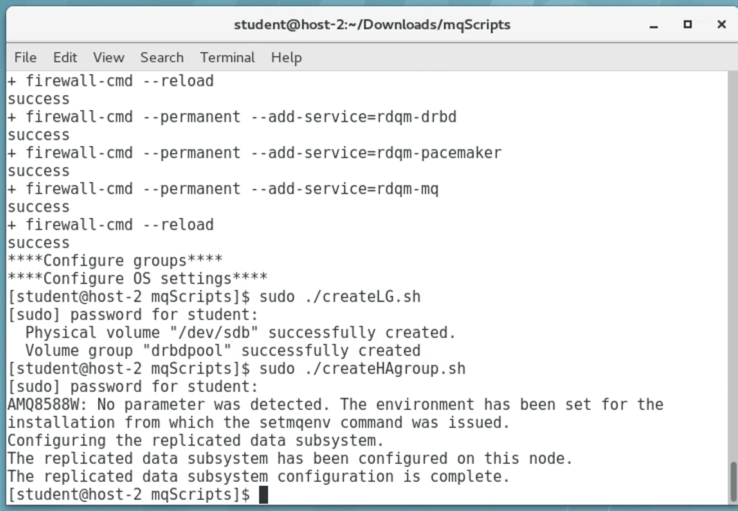 student@host-2:~/Downloads/mqScripts
File Edit View Search Terminal Help
+ firewall-cmd --reload
success
+ firewall-cmd --permanent --add-service=rdqm-drbd
success
+ firewall-cmd --permanent --add-service=rdqm-pacemaker
success
+ firewall-cmd --permanent --add-service=rdqm-mq
success
+ firewall-cmd --reload
success
****Configure groups****
****Configure OS settings****
[student@host-2 mqScripts]$ sudo ./createLG.sh
[sudo] password for student:
  Physical volume "/dev/sdb" successfully created.
  Volume group "drbdpool" successfully created
[student@host-2 mqScripts]$ sudo ./createHAgroup.sh
[sudo] password for student:
AMQ8588W: No parameter was detected. The environment has been set for the
installation from which the setmqenv command was issued.
Configuring the replicated data subsystem.
The replicated data subsystem has been configured on this node.
The replicated data subsystem configuration is complete.
[student@host-2 mqScripts]$